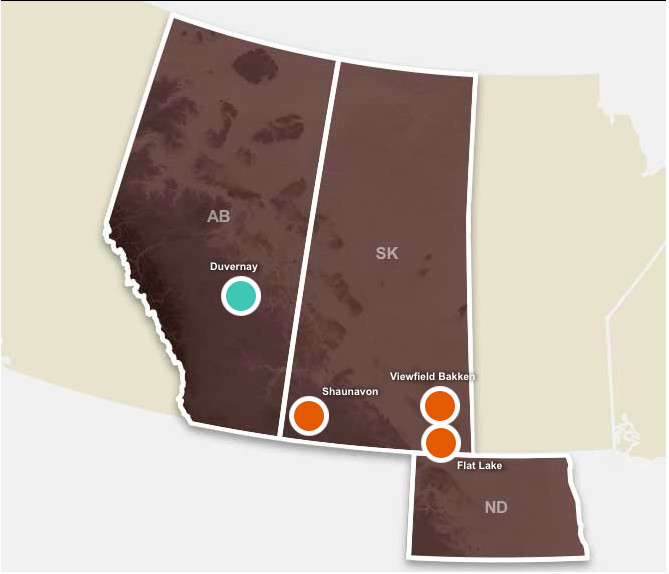 AB
SK
Duvernay
Viewfield Bakken
Shaunavon
Flat Lake
ND